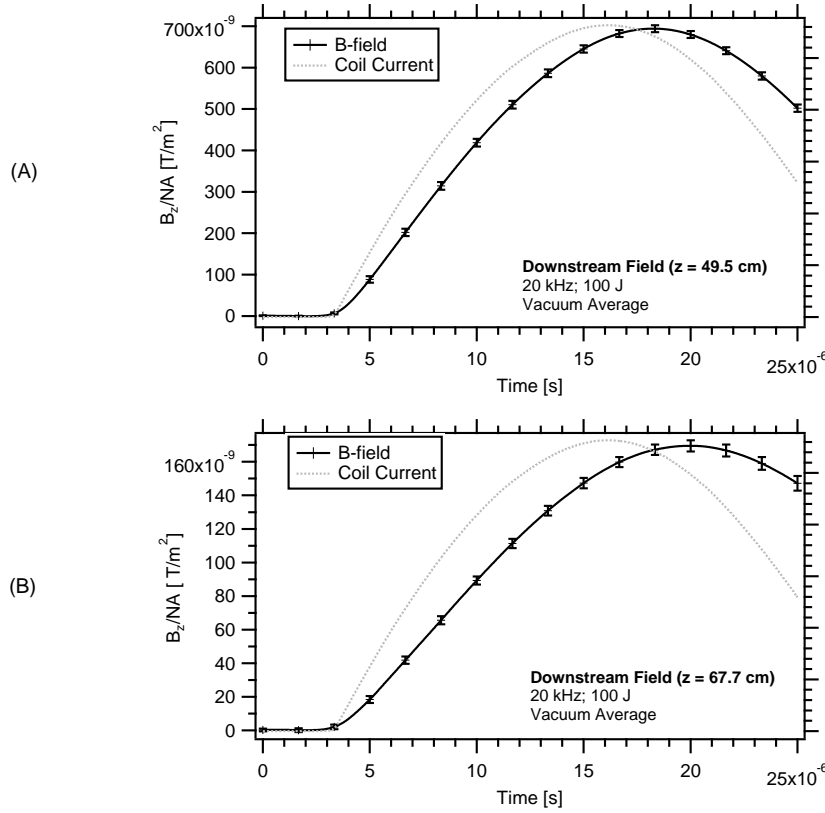 (A)
700x10⁻⁹
600
500
400
300
200
100
0
B_z/NA [T/m²]
B-field
Coil Current
Downstream Field (z = 49.5 cm)
20 kHz; 100 J
Vacuum Average
0 5 10 15 20 25x10⁻⁶
Time [s]
(B)
160x10⁻⁹
140
120
100
80
60
40
20
0
B_z/NA [ T/m²]
B-field
Coil Current
Downstream Field (z = 67.7 cm)
20 kHz; 100 J
Vacuum Average
0 5 10 15 20 25x10⁻⁶
Time [s]